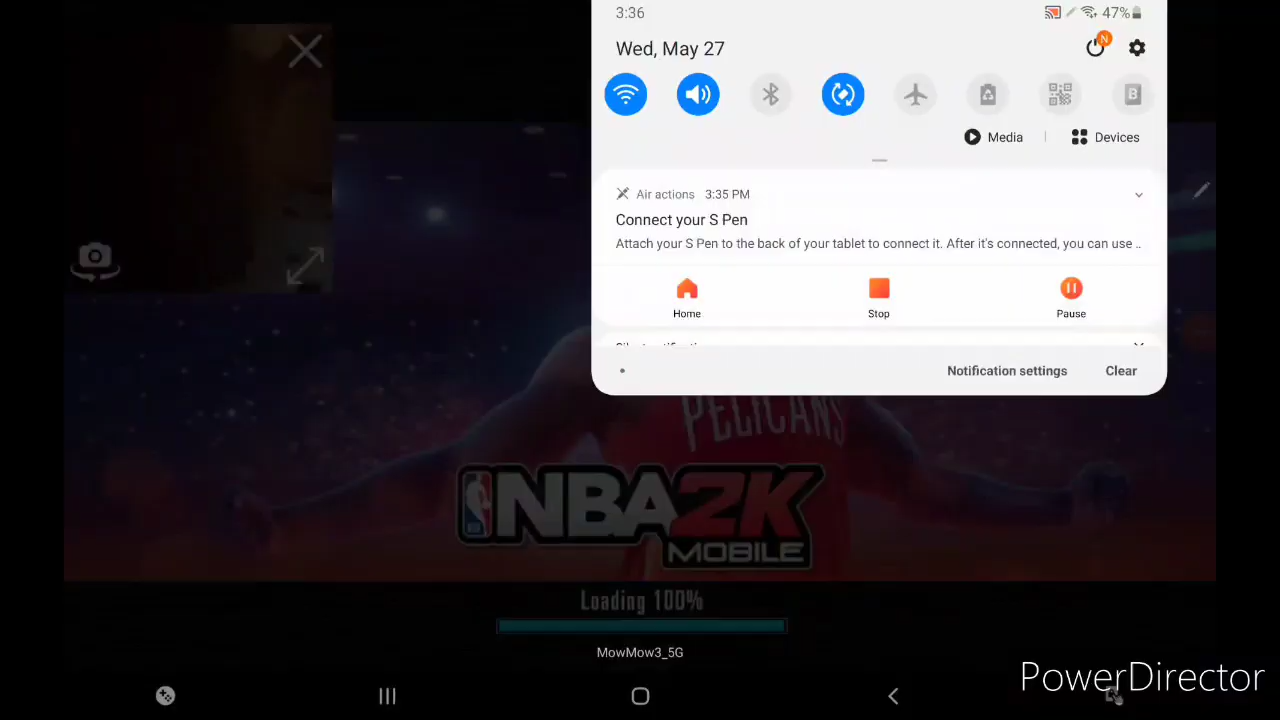 3:36
47%
Wed, May 27
N
B
Media
Devices
Air actions 3:35 PM
Connect your S Pen
Attach your S Pen to the back of your tablet to connect it. After it's connected, you can use ..
Home
Stop
Pause
Notification settings
Clear
PELICANS
NBA2K
MOBILE
Loading 100%
MowMow3_5G
PowerDirector